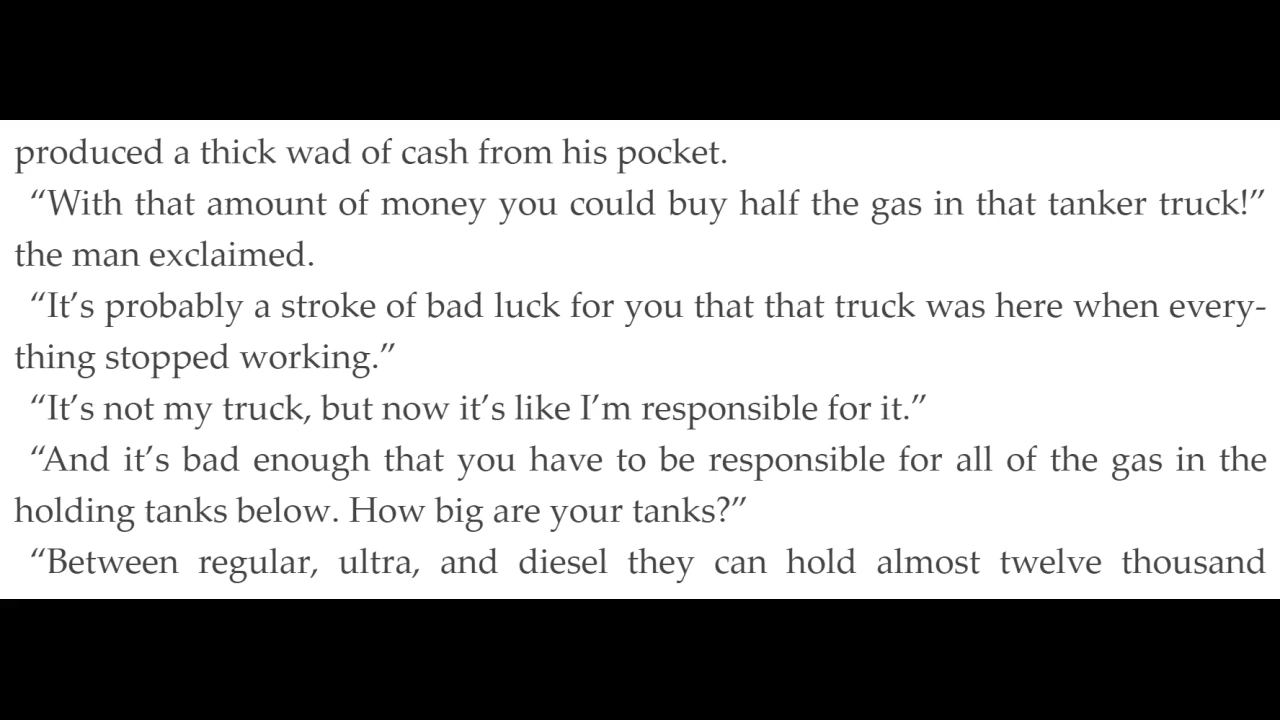 produced a thick wad of cash from his pocket.
“With that amount of money you could buy half the gas in that tanker truck!”
the man exclaimed.
“It’s probably a stroke of bad luck for you that that truck was here when every-
thing stopped working.”
“It’s not my truck, but now it’s like I’m responsible for it.”
“And it’s bad enough that you have to be responsible for all of the gas in the
holding tanks below. How big are your tanks?”
“Between regular, ultra, and diesel they can hold almost twelve thousand